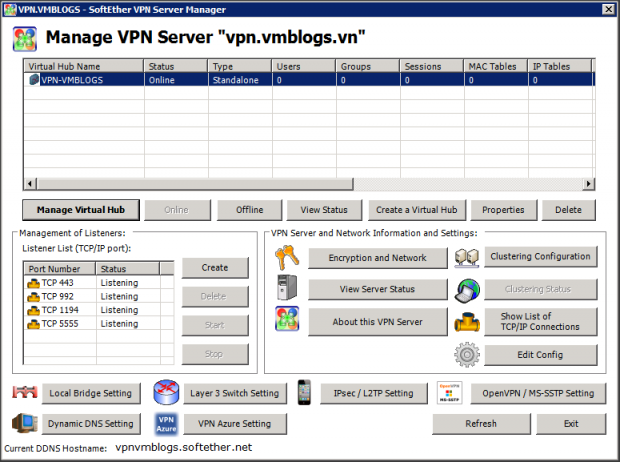 VPN.VMBLOGS - SoftEther VPN Server Manager
Manage VPN Server "vpn.vmblogs.vn"
Virtual Hub Name Status Type Users Groups Sessions MAC Tables IP Tables
VPN-VMBLOGS Online Standalone 0 0 0 0 0
Manage Virtual Hub Online Offline View Status Create a Virtual Hub Properties Delete
Management of Listeners:
Listener List (TCP/IP port):
Port Number Status
TCP 443 Listening
TCP 992 Listening
TCP 1194 Listening
TCP 5555 Listening
Create
Delete
Start
Stop
VPN Server and Network Information and Settings:
Encryption and Network
Clustering Configuration
View Server Status
Clustering Status
About this VPN Server
Show List of
TCP/IP Connections
Edit Config
Local Bridge Setting
Layer 3 Switch Setting
IPsec / L2TP Setting
OpenVPN
MS-SSTP
OpenVPN / MS-SSTP Setting
Dynamic DNS Setting
VPN
Azure
VPN Azure Setting
Refresh
Exit
Current DDNS Hostname: vpnvmblogs.softether.net